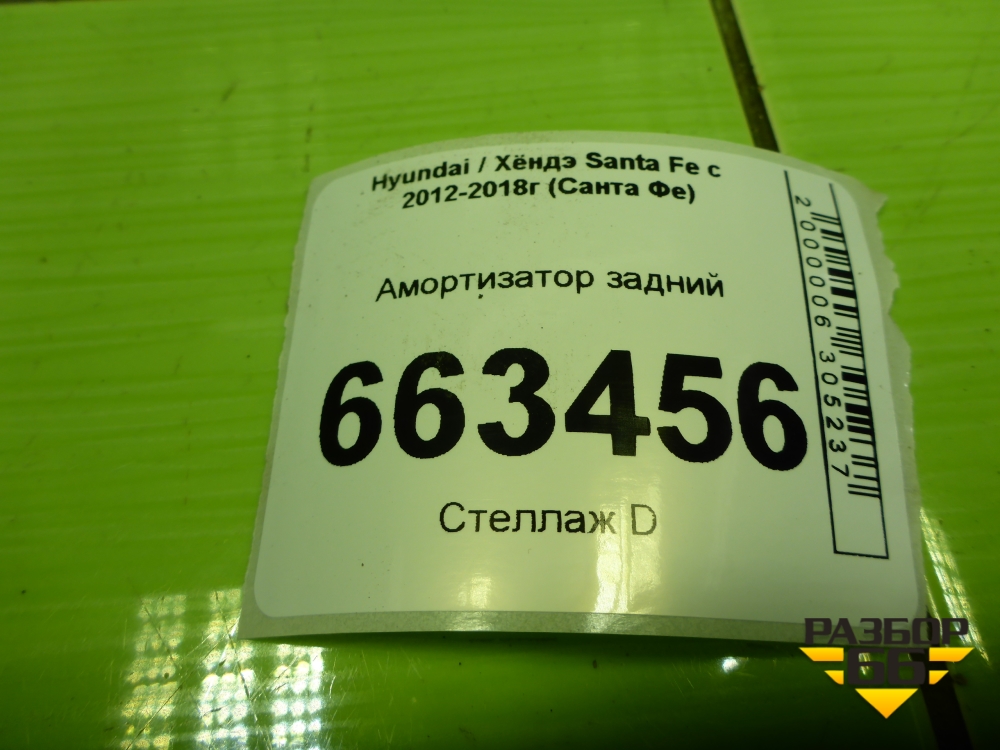 Hyundai / Хёндэ Santa Fe с
2012-2018г (Санта Фе)
Амортизатор задний
663456
Стеллаж D
2000006305237
РАЗБОР
66